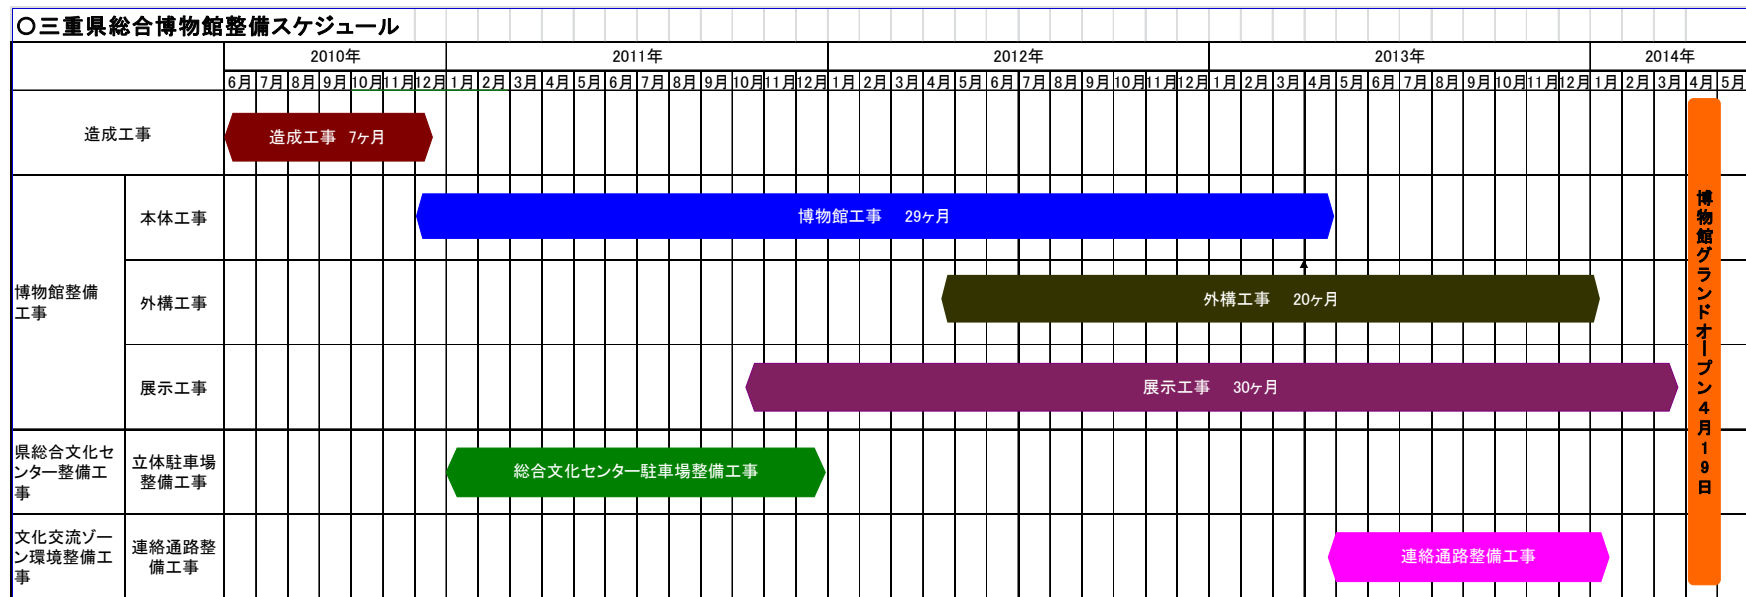 〇三重県総合博物館整備スケジュール
2010年 2011年 2012年 2013年 2014年
6月 7月 8月 9月 10月 11月 12月 1月 2月 3月 4月 5月 6月 7月 8月 9月 10月 11月 12月 1月 2月 3月 4月 5月 6月 7月 8月 9月 10月 11月 12月 1月 2月 3月 4月 5月 6月 7月 8月 9月 10月 11月 12月 1月 2月 3月 4月 5月
造成工事
造成工事 7ヶ月
博物館整備
工事
本体工事
博物館工事 29ヶ月
外構工事
外構工事 20ヶ月
展示工事
展示工事 30ヶ月
県総合文化セ
ンター整備工
事
立体駐車場
整備工事
総合文化センター駐車場整備工事
文化交流ゾー
ン環境整備工
事
連絡通路整
備工事
連絡通路整備工事
博物館グランドオープン4月19日